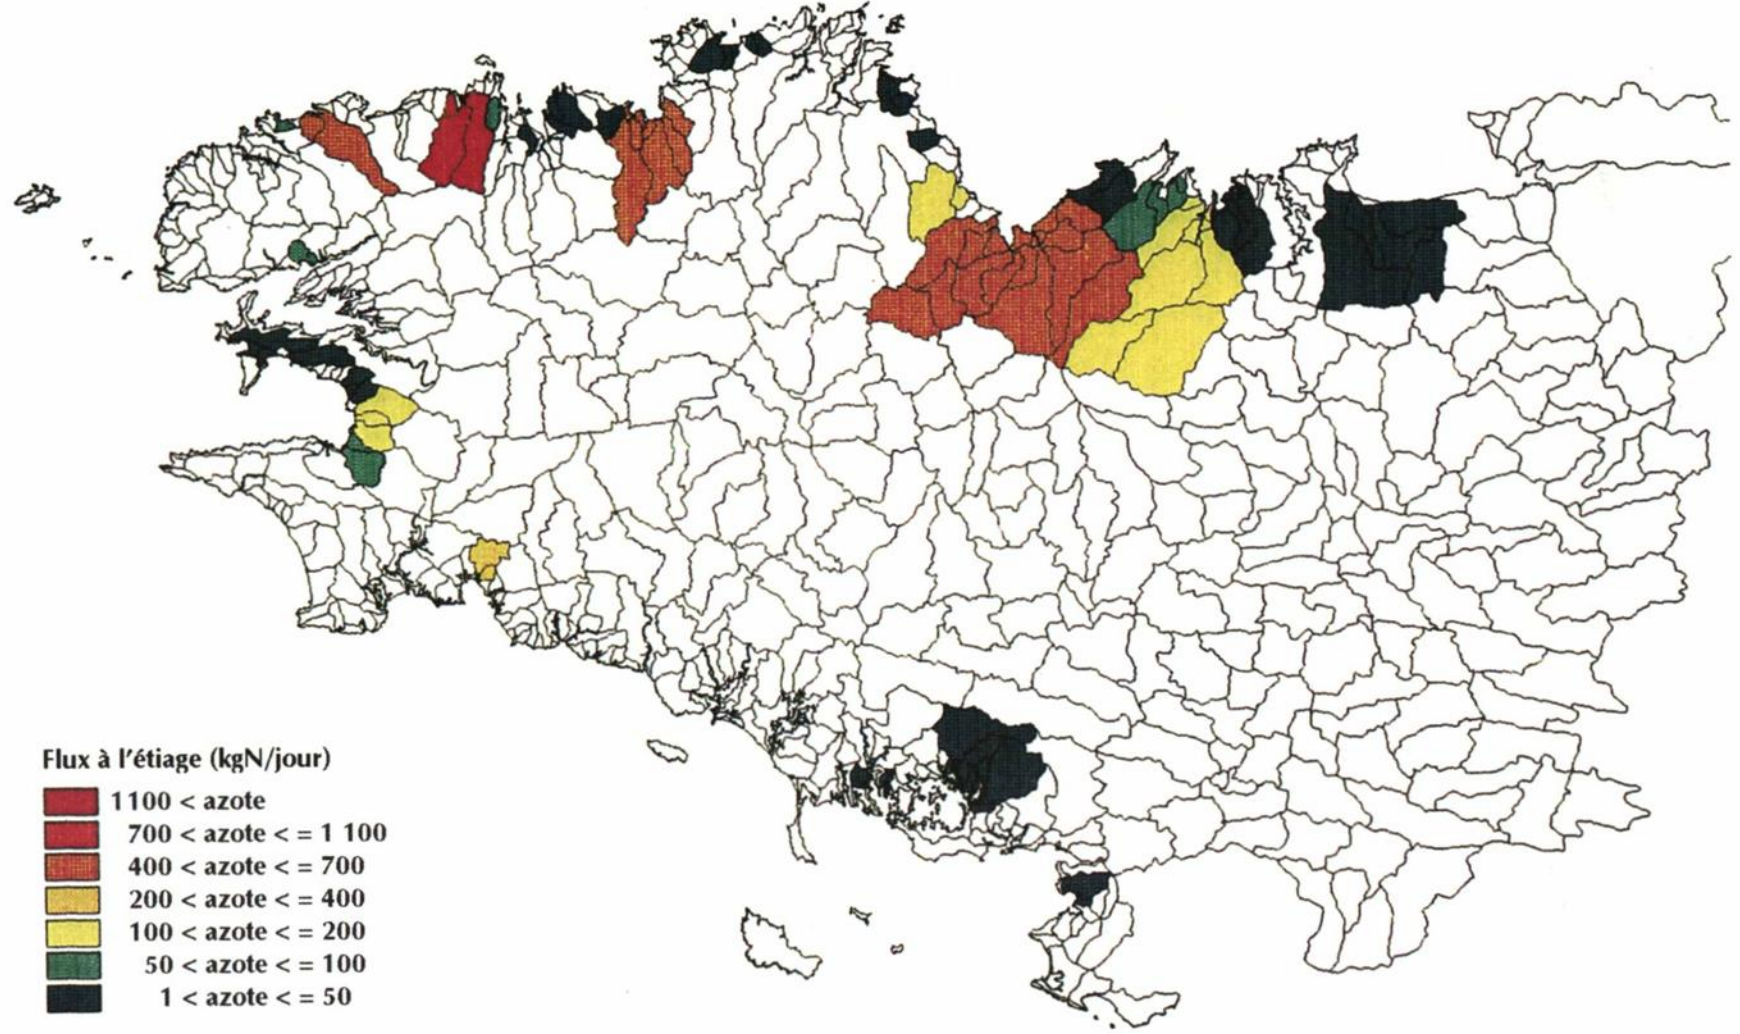 Flux à l'étiage (kgN/jour)
1100 < azote
700 < azote < = 1 100
400 < azote < = 700
200 < azote < = 400
100 < azote < = 200
50 < azote < = 100
1 < azote < = 50